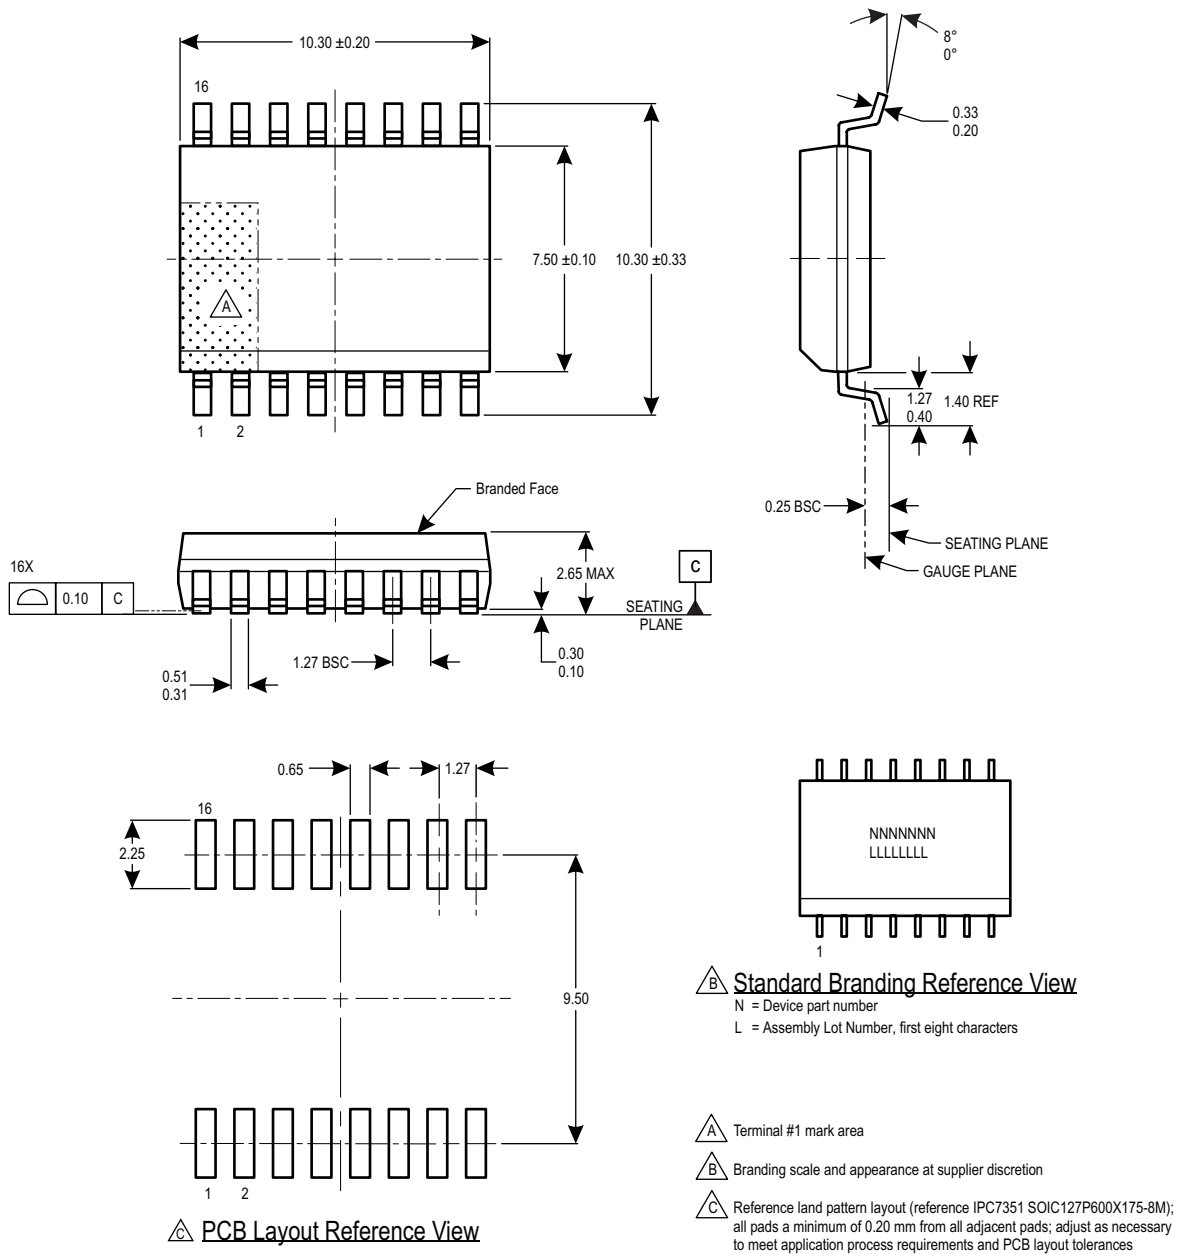 10.30 ±0.20
16
7.50 ±0.10
10.30 ±0.33
A
1
2
8°
0°
0.33
0.20
1.27
0.40
1.40 REF
0.25 BSC
SEATING PLANE
GAUGE PLANE
Branded Face
16X
0.10
C
2.65 MAX
C
SEATING
PLANE
0.30
0.10
1.27 BSC
0.51
0.31
0.65
1.27
16
2.25
9.50
1
2
C PCB Layout Reference View
NNNNNNN
LLLLLLLL
1
B Standard Branding Reference View
N = Device part number
L = Assembly Lot Number, first eight characters
A Terminal #1 mark area
B Branding scale and appearance at supplier discretion
C Reference land pattern layout (reference IPC7351 SOIC127P600X175-8M);
all pads a minimum of 0.20 mm from all adjacent pads; adjust as necessary
to meet application process requirements and PCB layout tolerances